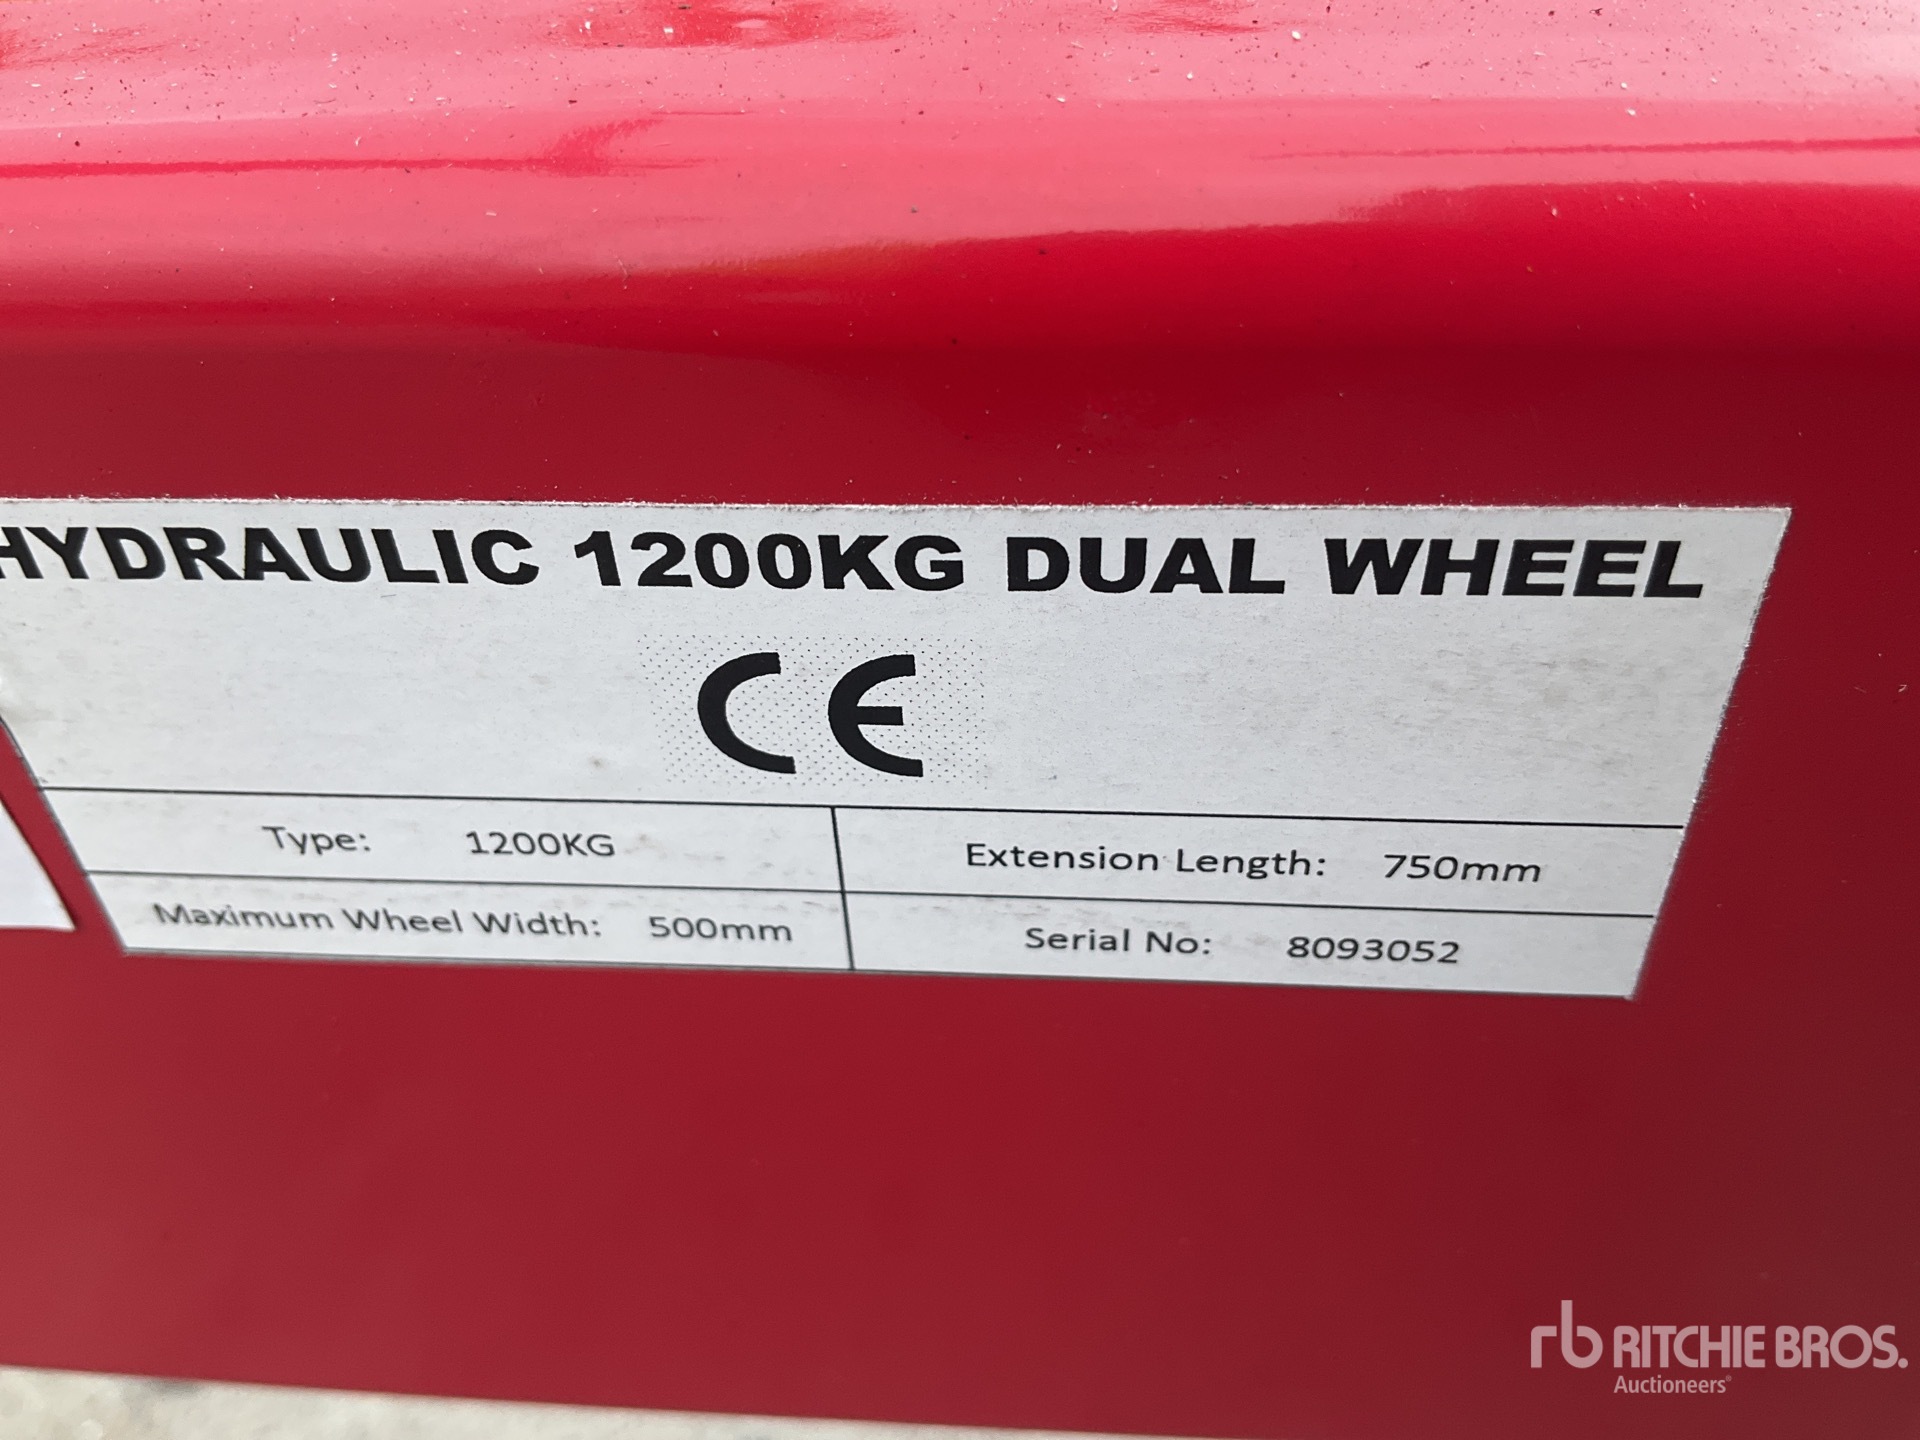 HYDRAULIC 1200KG DUAL WHEEL
CE
Type: 1200KG
Extension Length: 750mm
Maximum Wheel Width: 500mm
Serial No: 8093052
rb RITCHIE BROS.
Auctioneers®